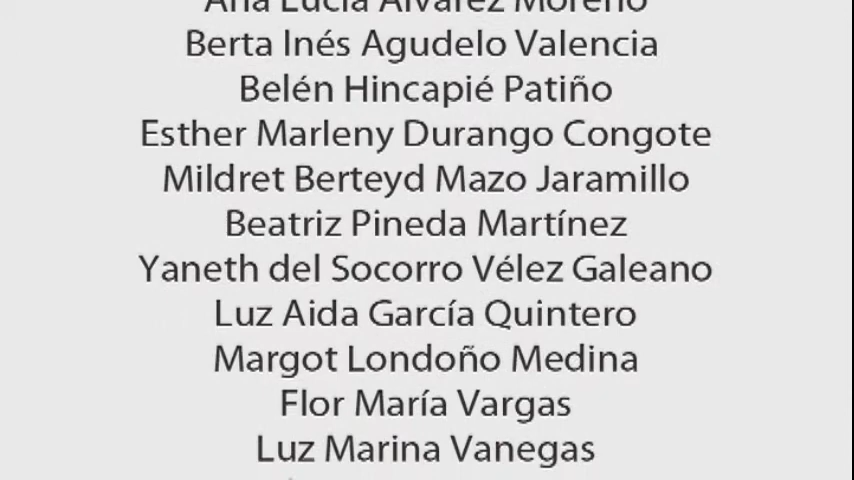 Ana Lucía Álvarez Moreno
Berta Inés Agudelo Valencia
Belén Hincapié Patiño
Esther Marleny Durango Congote
Mildret Berteyd Mazo Jaramillo
Beatriz Pineda Martínez
Yaneth del Socorro Vélez Galeano
Luz Aida García Quintero
Margot Londoño Medina
Flor María Vargas
Luz Marina Vanegas